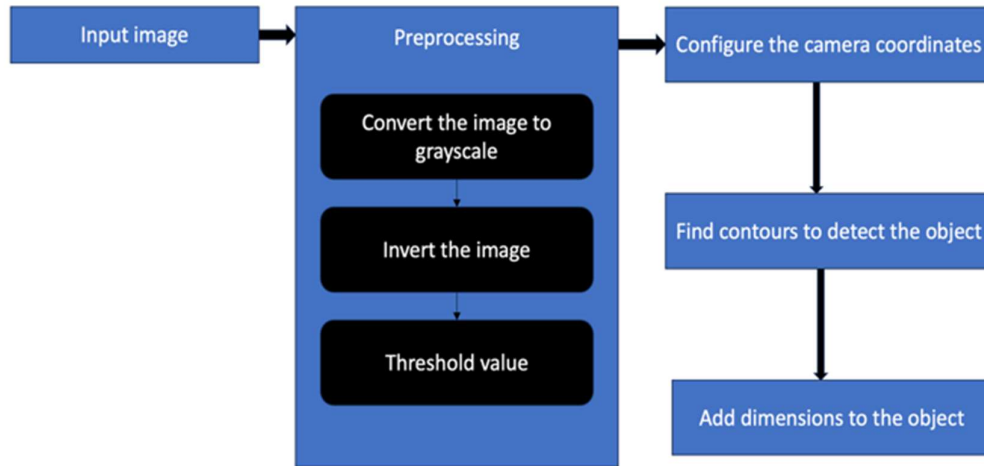 Input image
Preprocessing
Convert the image to
grayscale
Invert the image
Threshold value
Configure the camera coordinates
Find contours to detect the object
Add dimensions to the object